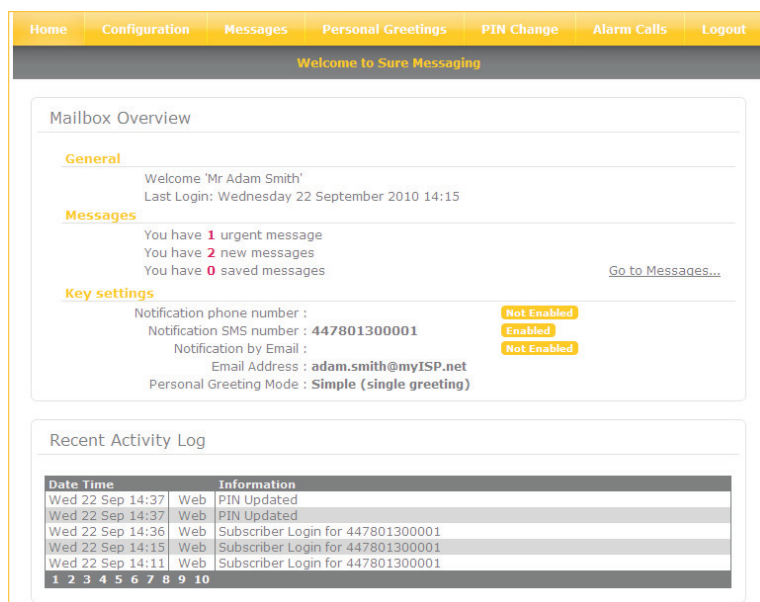 Home Configuration Messages Personal Greetings PIN Change Alarm Calls Logout
Welcome to Sure Messaging
Mailbox Overview
General
Welcome 'Mr Adam Smith'
Last Login: Wednesday 22 September 2010 14:15
Messages
You have 1 urgent message
You have 2 new messages
You have 0 saved messages Go to Messages...
Key settings
Notification phone number : Not Enabled
Notification SMS number : 447801300001 Enabled
Notification by Email : Not Enabled
Email Address : adam.smith@myISP.net
Personal Greeting Mode : Simple (single greeting)
Recent Activity Log
Date Time Information
Wed 22 Sep 14:37 Web PIN Updated
Wed 22 Sep 14:37 Web PIN Updated
Wed 22 Sep 14:36 Web Subscriber Login for 447801300001
Wed 22 Sep 14:15 Web Subscriber Login for 447801300001
Wed 22 Sep 14:11 Web Subscriber Login for 447801300001
1 2 3 4 5 6 7 8 9 10